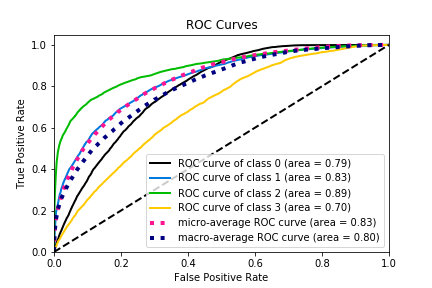 ROC Curves
True Positive Rate
1.0
0.8
0.6
0.4
0.2
0.0
ROC curve of class 0 (area = 0.79)
ROC curve of class 1 (area = 0.83)
ROC curve of class 2 (area = 0.89)
ROC curve of class 3 (area = 0.70)
micro-average ROC curve (area = 0.83)
macro-average ROC curve (area = 0.80)
0.0 0.2 0.4 0.6 0.8 1.0
False Positive Rate